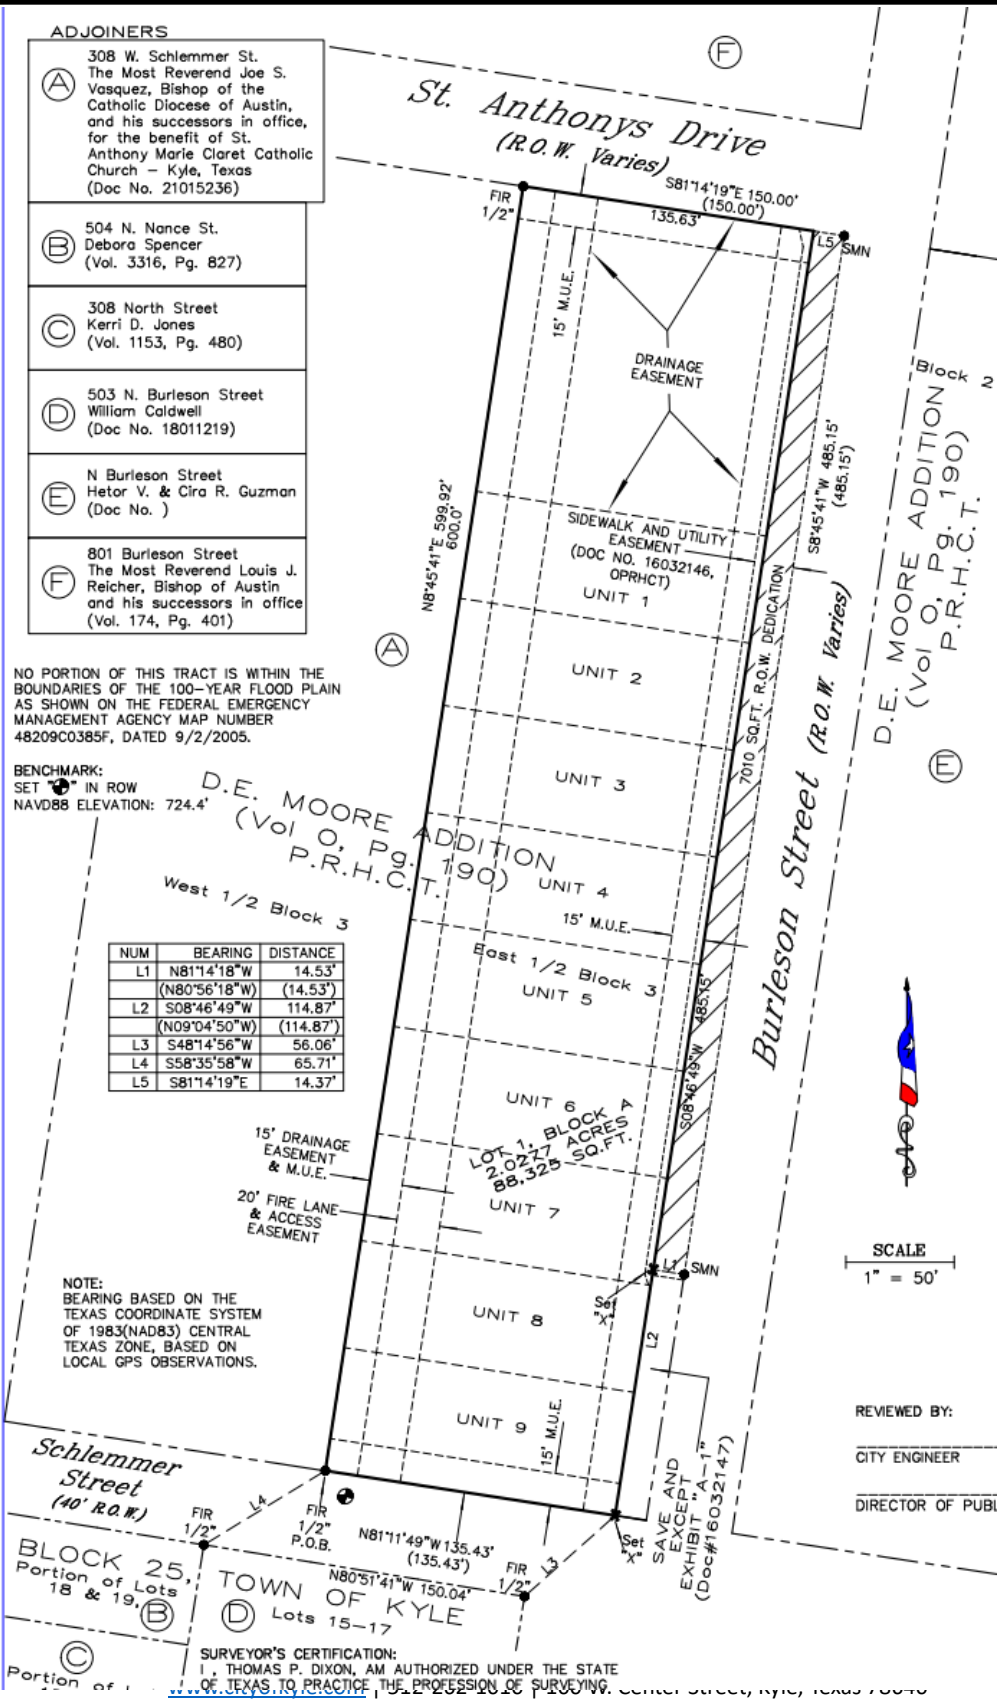 ADJOINERS
A
308 W. Schlemmer St.
The Most Reverend Joe S.
Vasquez, Bishop of the
Catholic Diocese of Austin,
and his successors in office,
for the benefit of St.
Anthony Marie Claret Catholic
Church – Kyle, Texas
(Doc No. 21015236)
B
504 N. Nance St.
Debora Spencer
(Vol. 3316, Pg. 827)
C
308 North Street
Kerri D. Jones
(Vol. 1153, Pg. 480)
D
503 N. Burleson Street
William Caldwell
(Doc No. 18011219)
E
N Burleson Street
Hetor V. & Cira R. Guzman
(Doc No. )
F
801 Burleson Street
The Most Reverend Louis J.
Reicher, Bishop of Austin
and his successors in office
(Vol. 174, Pg. 401)
F
St. Anthonys Drive
(R.O.W. Varies)
S81°14'19"E 150.00'
(150.00')
135.63'
FIR
1/2"
L5
SMN
15' M.U.E.
DRAINAGE
EASEMENT
Block 2
D.E. MOORE ADDITION
(Vol O, Pg. 190)
P.R.H.C.T.
S8°45'41"W 485.15'
(485.15')
N8°45'41"E 599.92'
600.0'
SIDEWALK AND UTILITY
EASEMENT
(DOC NO. 16032146,
OPRHCT)
UNIT 1
7010 SQ.FT. R.O.W. DEDICATION
A
UNIT 2
Burleson Street (R.O.W. Varies)
E
NO PORTION OF THIS TRACT IS WITHIN THE
BOUNDARIES OF THE 100–YEAR FLOOD PLAIN
AS SHOWN ON THE FEDERAL EMERGENCY
MANAGEMENT AGENCY MAP NUMBER
48209C0385F, DATED 9/2/2005.
BENCHMARK:
SET " " IN ROW
NAVD88 ELEVATION: 724.4'
UNIT 3
D.E. MOORE ADDITION
(Vol O, Pg. 190)
P.R.H.C.T.
UNIT 4
West 1/2 Block 3
15' M.U.E.
East 1/2 Block 3
UNIT 5
S08°46'49"W 485.15'
NUM BEARING DISTANCE
L1 N81°14'18"W 14.53'
(N80°56'18"W) (14.53')
L2 S08°46'49"W 114.87'
(N09°04'50"W) (114.87')
L3 S48°14'56"W 56.06'
L4 S58°35'58"W 65.71'
L5 S81°14'19"E 14.37'
UNIT 6
LOT 1, BLOCK A
2.0277 ACRES
88,325 SQ.FT.
15' DRAINAGE
EASEMENT
& M.U.E.
UNIT 7
20' FIRE LANE
& ACCESS
EASEMENT
SCALE
1" = 50'
L1
SMN
Set
"X"
NOTE:
BEARING BASED ON THE
TEXAS COORDINATE SYSTEM
OF 1983(NAD83) CENTRAL
TEXAS ZONE, BASED ON
LOCAL GPS OBSERVATIONS.
UNIT 8
L2
UNIT 9
15' M.U.E.
REVIEWED BY:
CITY ENGINEER
DIRECTOR OF PUBL
SAVE AND
EXCEPT
EXHIBIT "A–1"
(Doc#16032147)
Schlemmer
Street
(40' R.O.W.)
L4
FIR
1/2"
FIR
1/2"
P.O.B.
N81°11'49"W 135.43'
(135.43')
N80°51'41"W 150.04'
FIR
1/2"
L3
Set
"X"
BLOCK 25,
Portion of Lots
18 & 19,
B
D
TOWN OF KYLE
Lots 15–17
C
Portion of
SURVEYOR'S CERTIFICATION:
I , THOMAS P. DIXON, AM AUTHORIZED UNDER THE STATE
OF TEXAS TO PRACTICE THE PROFESSION OF SURVEYING